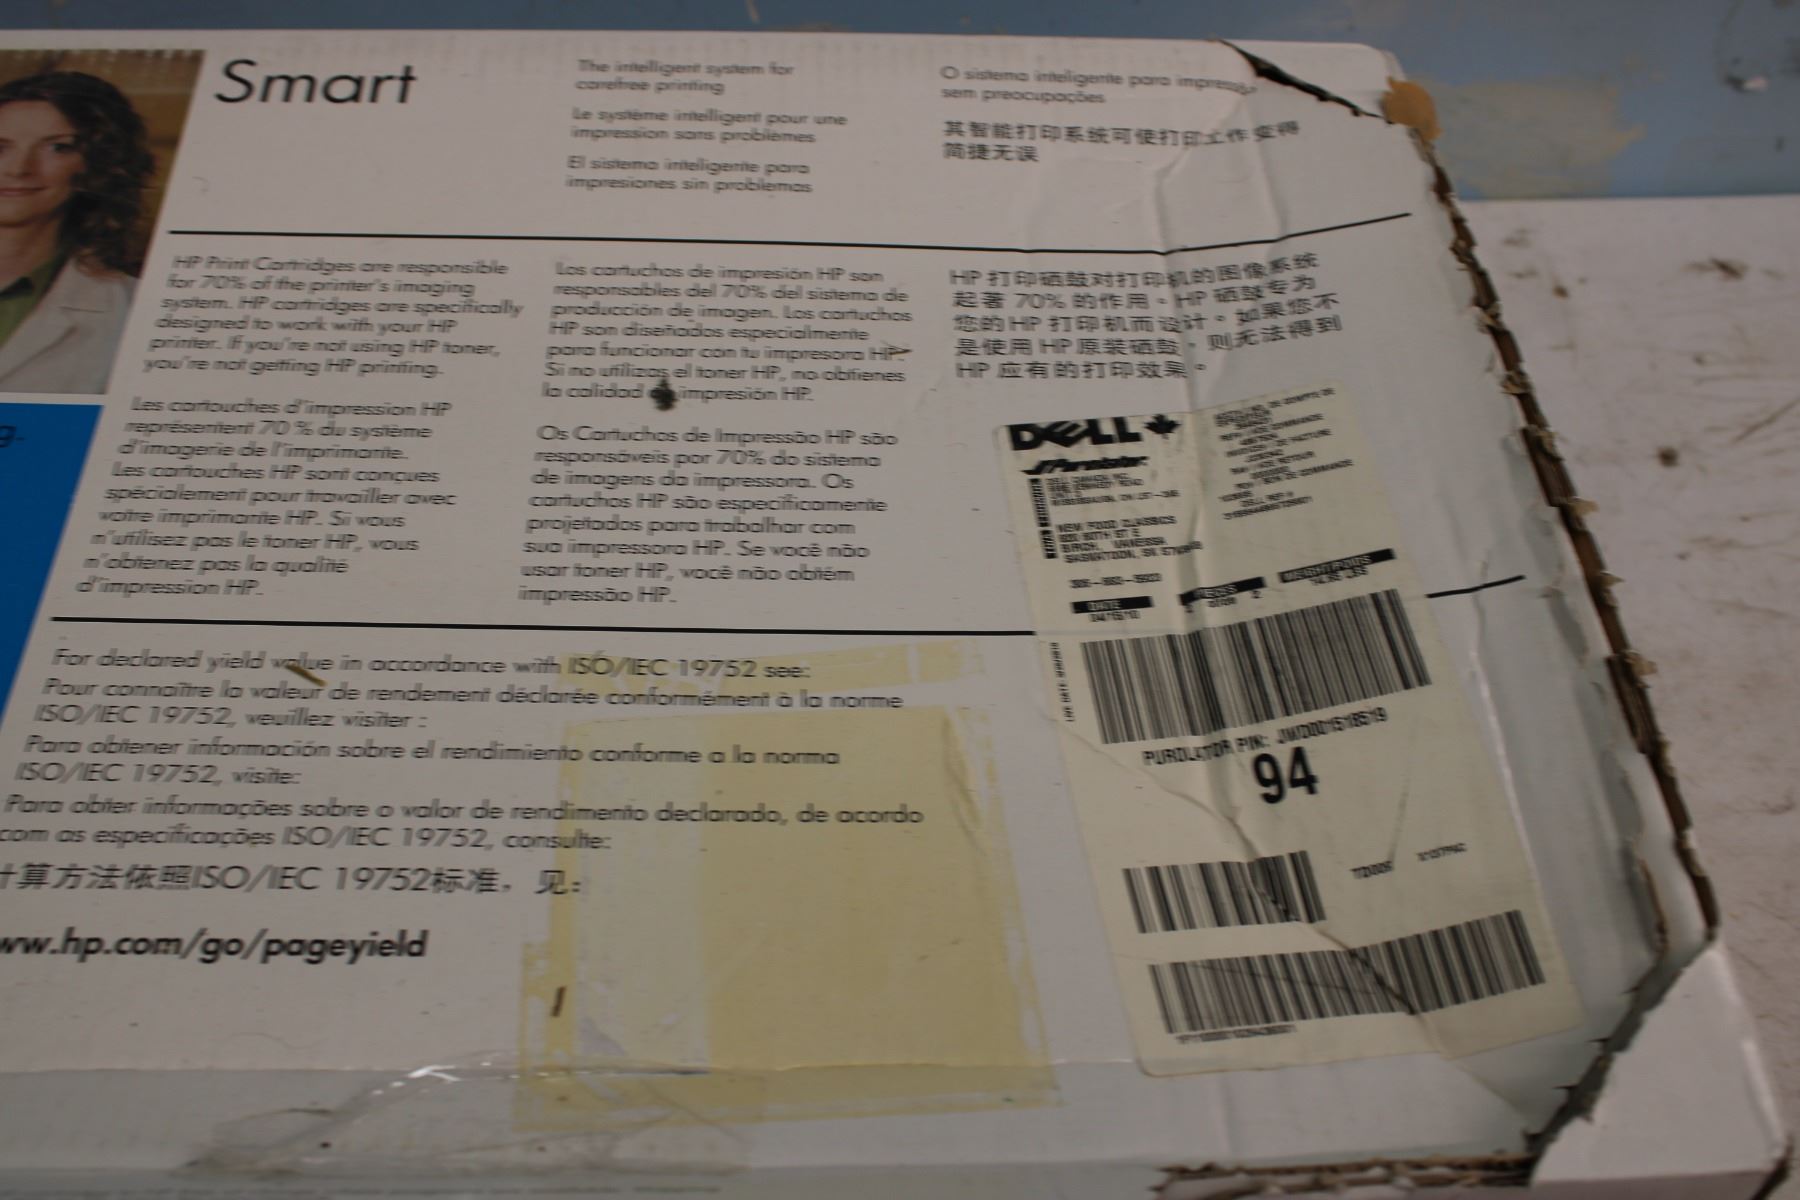 Smart
The intelligent system for
carefree printing
Le système intelligent pour une
impression sans problèmes
El sistema inteligente para
impresiones sin problemas
O sistema inteligente para impressão
sem preocupações
其智能打印系统可使打印工作变得
简捷无误
HP Print Cartridges are responsible
for 70% of the printer's imaging
system. HP cartridges are specifically
designed to work with your HP
printer. If you're not using HP toner,
you're not getting HP printing.
Les cartouches d'impression HP
représentent 70 % du système
d'imagerie de l'imprimante.
Les cartouches HP sont conçues
spécialement pour travailler avec
votre imprimante HP. Si vous
n'utilisez pas le toner HP, vous
n'obtenez pas la qualité
d'impression HP.
Los cartuchos de impresión HP son
responsables del 70% del sistema de
producción de imagen. Los cartuchos
HP son diseñados especialmente
para funcionar con tu impresora HP.
Si no utilizas el toner HP, no obtienes
la calidad impresión HP.
Os Cartuchos de Impressão HP são
responsáveis por 70% do sistema
de imagens da impressora. Os
cartuchos HP são especificamente
projetados para trabalhar com
sua impressora HP. Se você não
usar toner HP, você não obtém
impressão HP.
HP 打印硒鼓对打印机的图像系统
起著 70% 的作用。HP 硒鼓专为
您的 HP 打印机而设计。如果您不
是使用 HP 原装硒鼓，则无法得到
HP 应有的打印效果。
g.
For declared yield value in accordance with ISO/IEC 19752 see:
Pour connaître la valeur de rendement déclarée conformément à la norme
ISO/IEC 19752, veuillez visiter :
Para obtener información sobre el rendimiento conforme a la norma
ISO/IEC 19752, visite:
Para obter informações sobre o valor de rendimento declarado, de acordo
com as especificações ISO/IEC 19752, consulte:
计算方法依照ISO/IEC 19752标准，见：
www.hp.com/go/pageyield
DELL
Purolator
NEW FOOD CLASSICS
BIRCH, VANESSA
SASKATOON, SK
DATE
PIECES
WEIGHT/POIDS
PUROLATOR PIN: JWD001518519
94